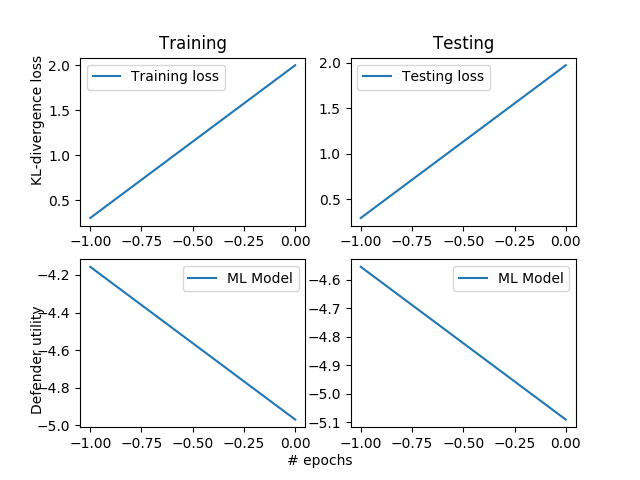 Training
Testing
KL-divergence loss
2.0
1.5
1.0
0.5
Training loss
−1.00 −0.75 −0.50 −0.25 0.00
2.0
1.5
1.0
0.5
Testing loss
−1.00 −0.75 −0.50 −0.25 0.00
Defender utility
−4.2
−4.4
−4.6
−4.8
−5.0
ML Model
−1.00 −0.75 −0.50 −0.25 0.00
−4.6
−4.7
−4.8
−4.9
−5.0
−5.1
ML Model
−1.00 −0.75 −0.50 −0.25 0.00
# epochs